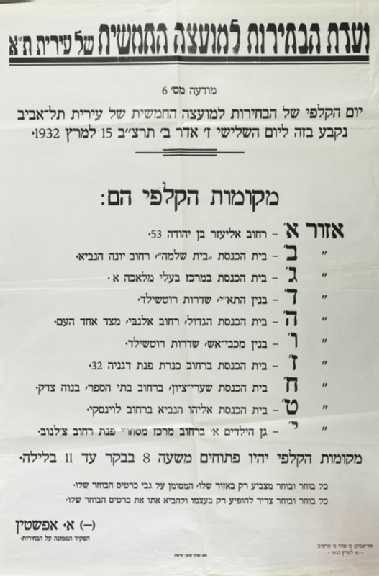 ועדת הבחירות למועצה החמשית של עירית ת"א
מודעה מס' 6
יום הקלפי של הבחירות למועצה החמשית של עירית תל־אביב
נקבע בזה ליום השלישי ז' אדר ב' תרצ"ב 15 למרץ 1932.
מקומות הקלפי הם:
אזור א' – רחוב אליעזר בן יהודה 53.
" ב' – בית הכנסת "בית שלמה", רחוב יונה הנביא.
" ג' – בית הכנסת במרכז בעלי מלאכה א'.
" ד' – בנין התא"י, שדרות רוטשילד.
" ה' – בית הכנסת הגדול, רחוב אלנבי, מצד אחד העם.
" ו' – בנין מכבי־אש, שדרות רוטשילד.
" ז' – בית הכנסת ברחוב כנרת פנת דגניה 32.
" ח' בית הכנסת שערי־ציון, ברחוב בתי הספר, בנוה צדק.
" ט' – בית הכנסת אליהו הנביא ברחוב לוינסקי.
" י' – גן הילדים א' ברחוב מרכז מסחרי פנת רחוב צ'לנוב.
מקומות הקלפי יהיו פתוחים משעה 8 בבקר עד 11 בלילה.
כל בוחר ובוחר מצביע רק באזור שלו, המסומן על גבי כרטיס הבוחר שלו.
כל בוחר ובוחר צריך להופיע רק בעצמו ולהביא אתו את כרטיס הבוחר שלו.
(–) א. אפשטין
הפקיד הממונה על הבחירות.